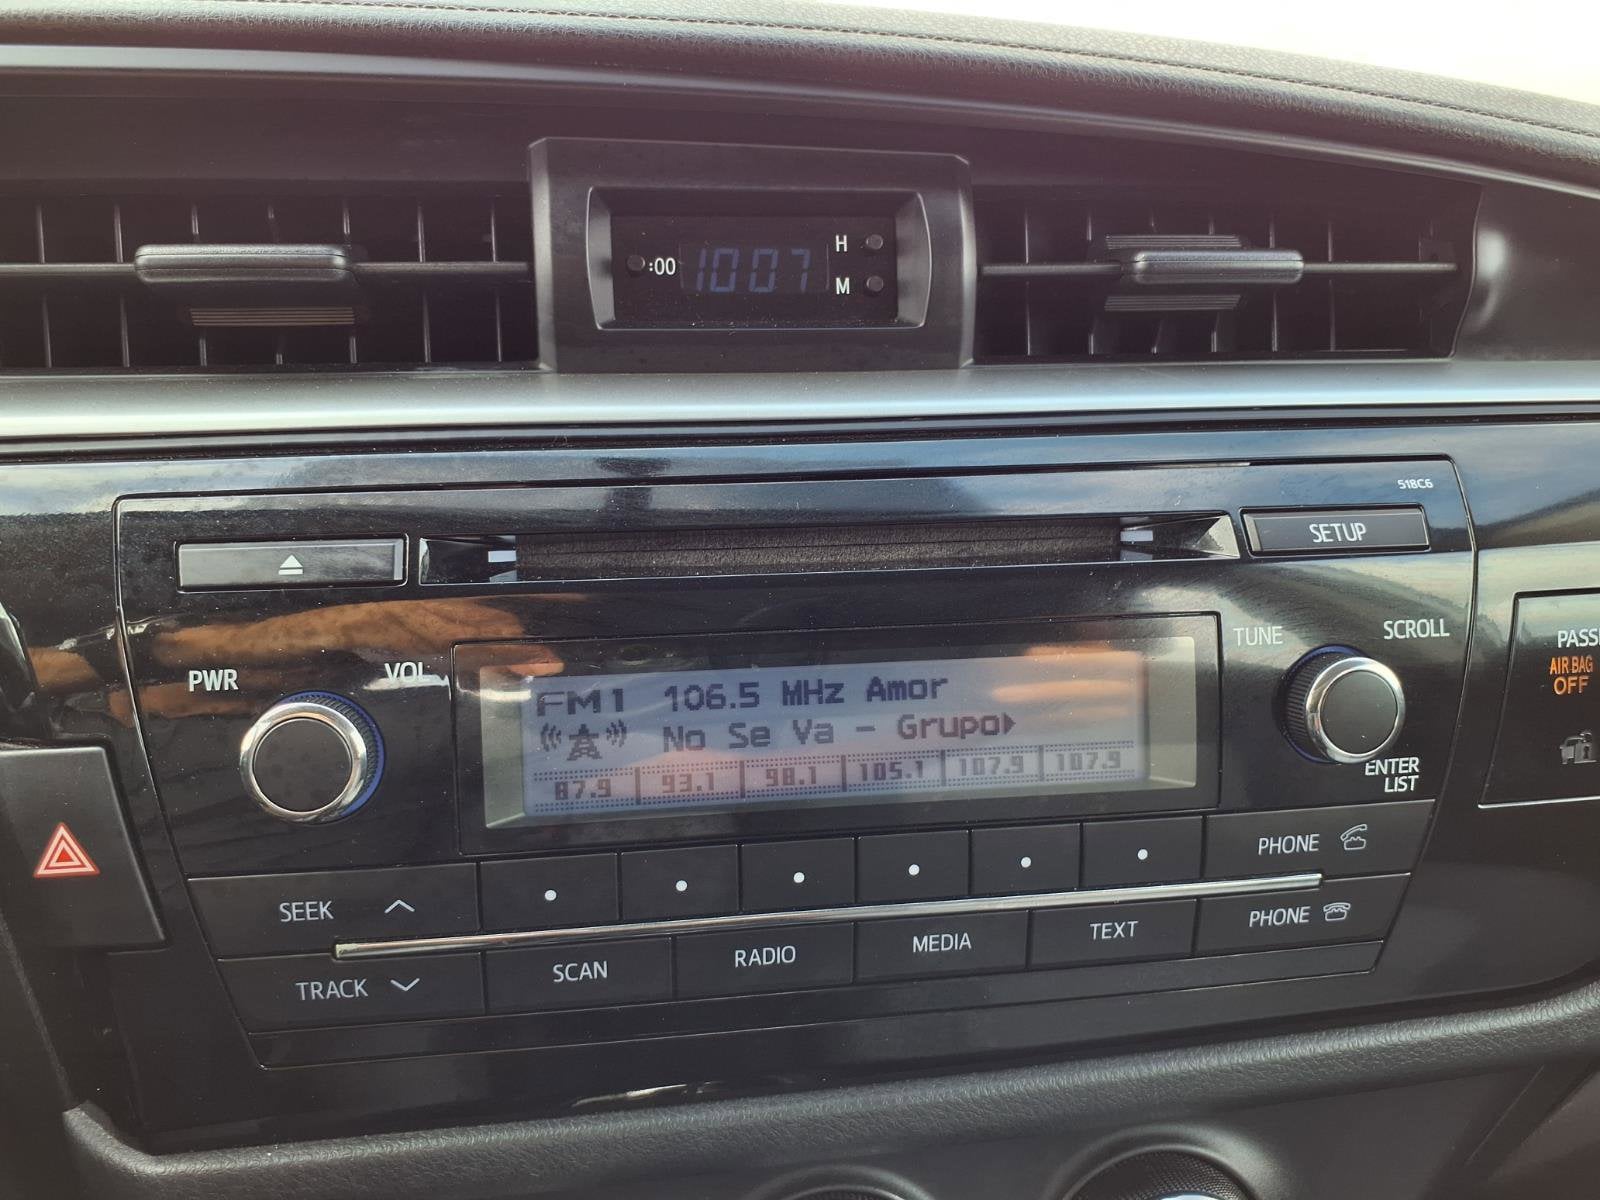 :00 1007 H
M
518C6
SETUP
PWR VOL TUNE SCROLL
FM1 106.5 MHz Amor
No Se Va - Grupo
87.9 93.1 98.1 105.1 107.9 107.9
ENTER
LIST
AIR BAG
OFF
SEEK PHONE
TRACK SCAN RADIO MEDIA TEXT PHONE